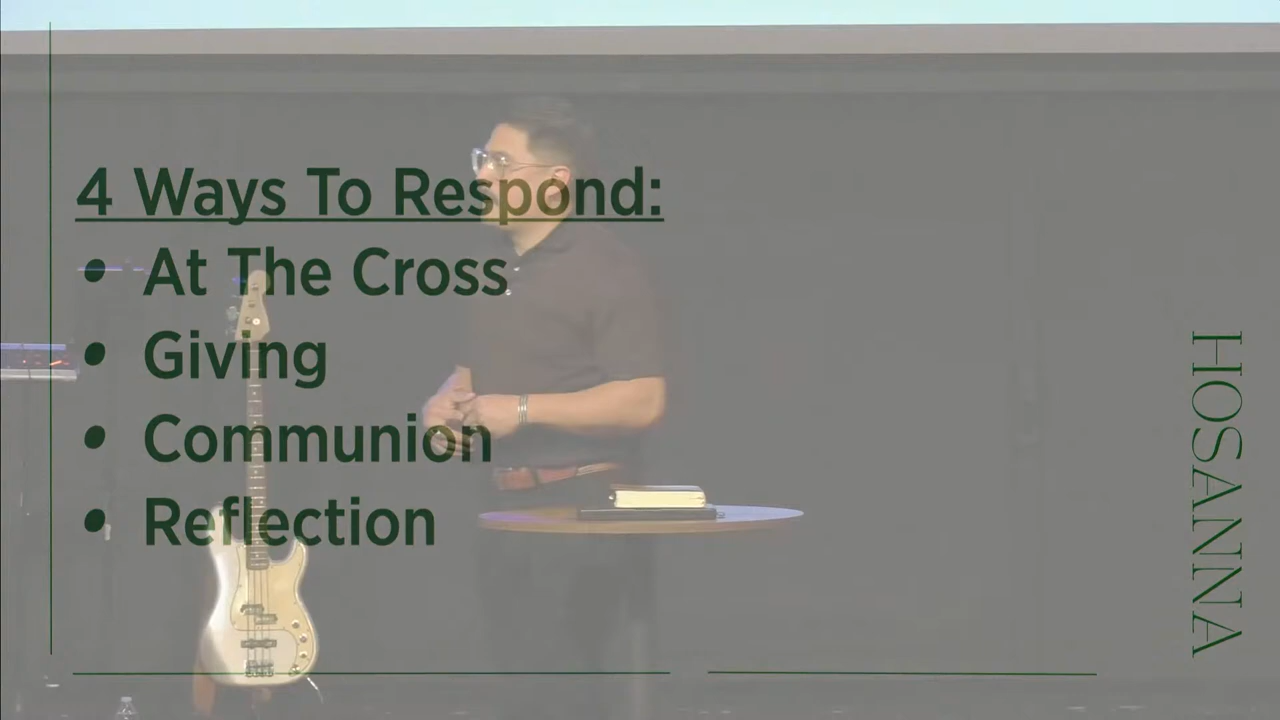 4 Ways To Respond:
• At The Cross
• Giving
• Communion
• Reflection
HOSANNA